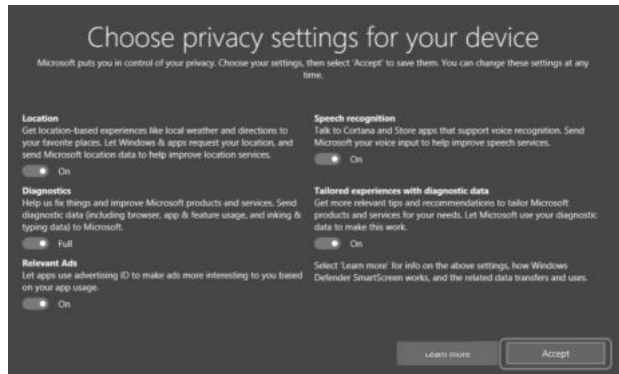 Choose privacy settings for your device
Microsoft puts you in control of your privacy. Choose your settings, then select 'Accept' to save them. You can change these settings at any
time.
Location
Get location-based experiences like local weather and directions to
your favorite places. Let Windows & apps request your location, and
send Microsoft location data to help improve location services.
On
Diagnostics
Help us fix things and improve Microsoft products and services. Send
diagnostic data (including browser, app & feature usage, and inking &
typing data) to Microsoft.
Full
Relevant Ads
Let apps use advertising ID to make ads more interesting to you based
on your app usage.
On
Speech recognition
Talk to Cortana and Store apps that support voice recognition. Send
Microsoft your voice input to help improve speech services.
On
Tailored experiences with diagnostic data
Get more relevant tips and recommendations to tailor Microsoft
products and services for your needs. Let Microsoft use your diagnostic
data to make this work.
On
Select 'Learn more' for info on the above settings, how Windows
Defender SmartScreen works, and the related data transfers and uses.
Learn more
Accept